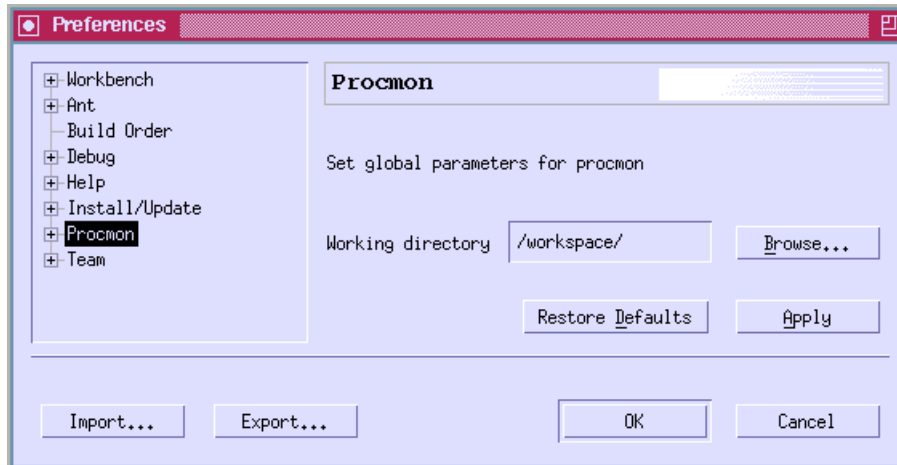 Preferences
Workbench
Ant
Build Order
Debug
Help
Install/Update
Procmon
Team
Procmon
Set global parameters for procmon
Working directory /workspace/ Browse...
Restore Defaults Apply
Import... Export... OK Cancel